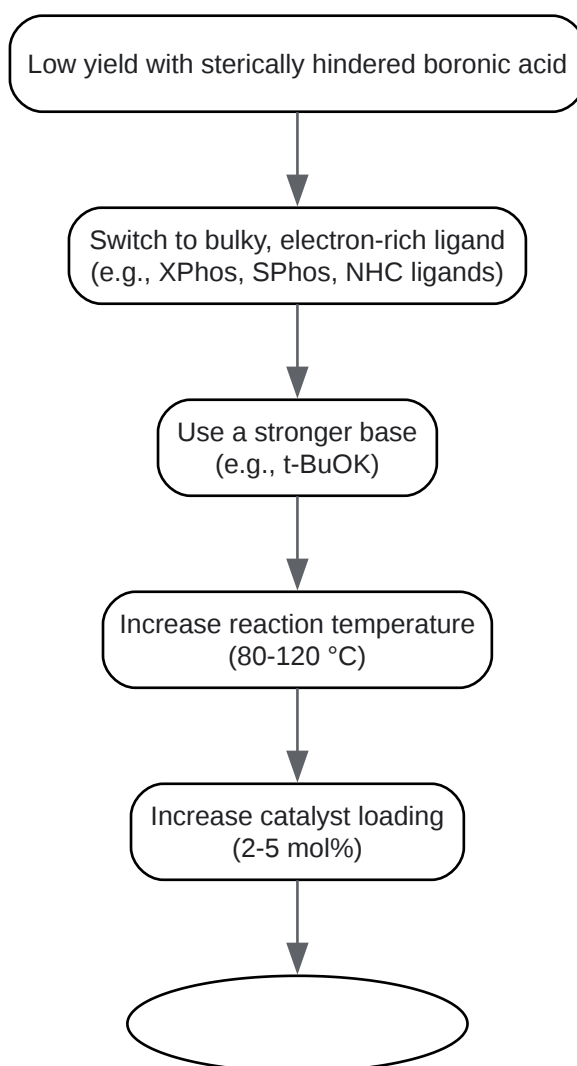 Low yield with sterically hindered boronic acid
Switch to bulky, electron-rich ligand
(e.g., XPhos, SPhos, NHC ligands)
Use a stronger base
(e.g., t-BuOK)
Increase reaction temperature
(80-120 °C)
Increase catalyst loading
(2-5 mol%)